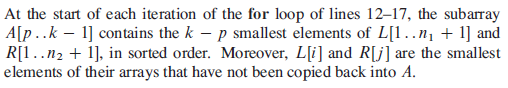 At the start of each iteration of the for loop of lines 12–17, the subarray
A[p..k − 1] contains the k − p smallest elements of L[1..n₁ + 1] and
R[1..n₂ + 1], in sorted order. Moreover, L[i] and R[j] are the smallest
elements of their arrays that have not been copied back into A.